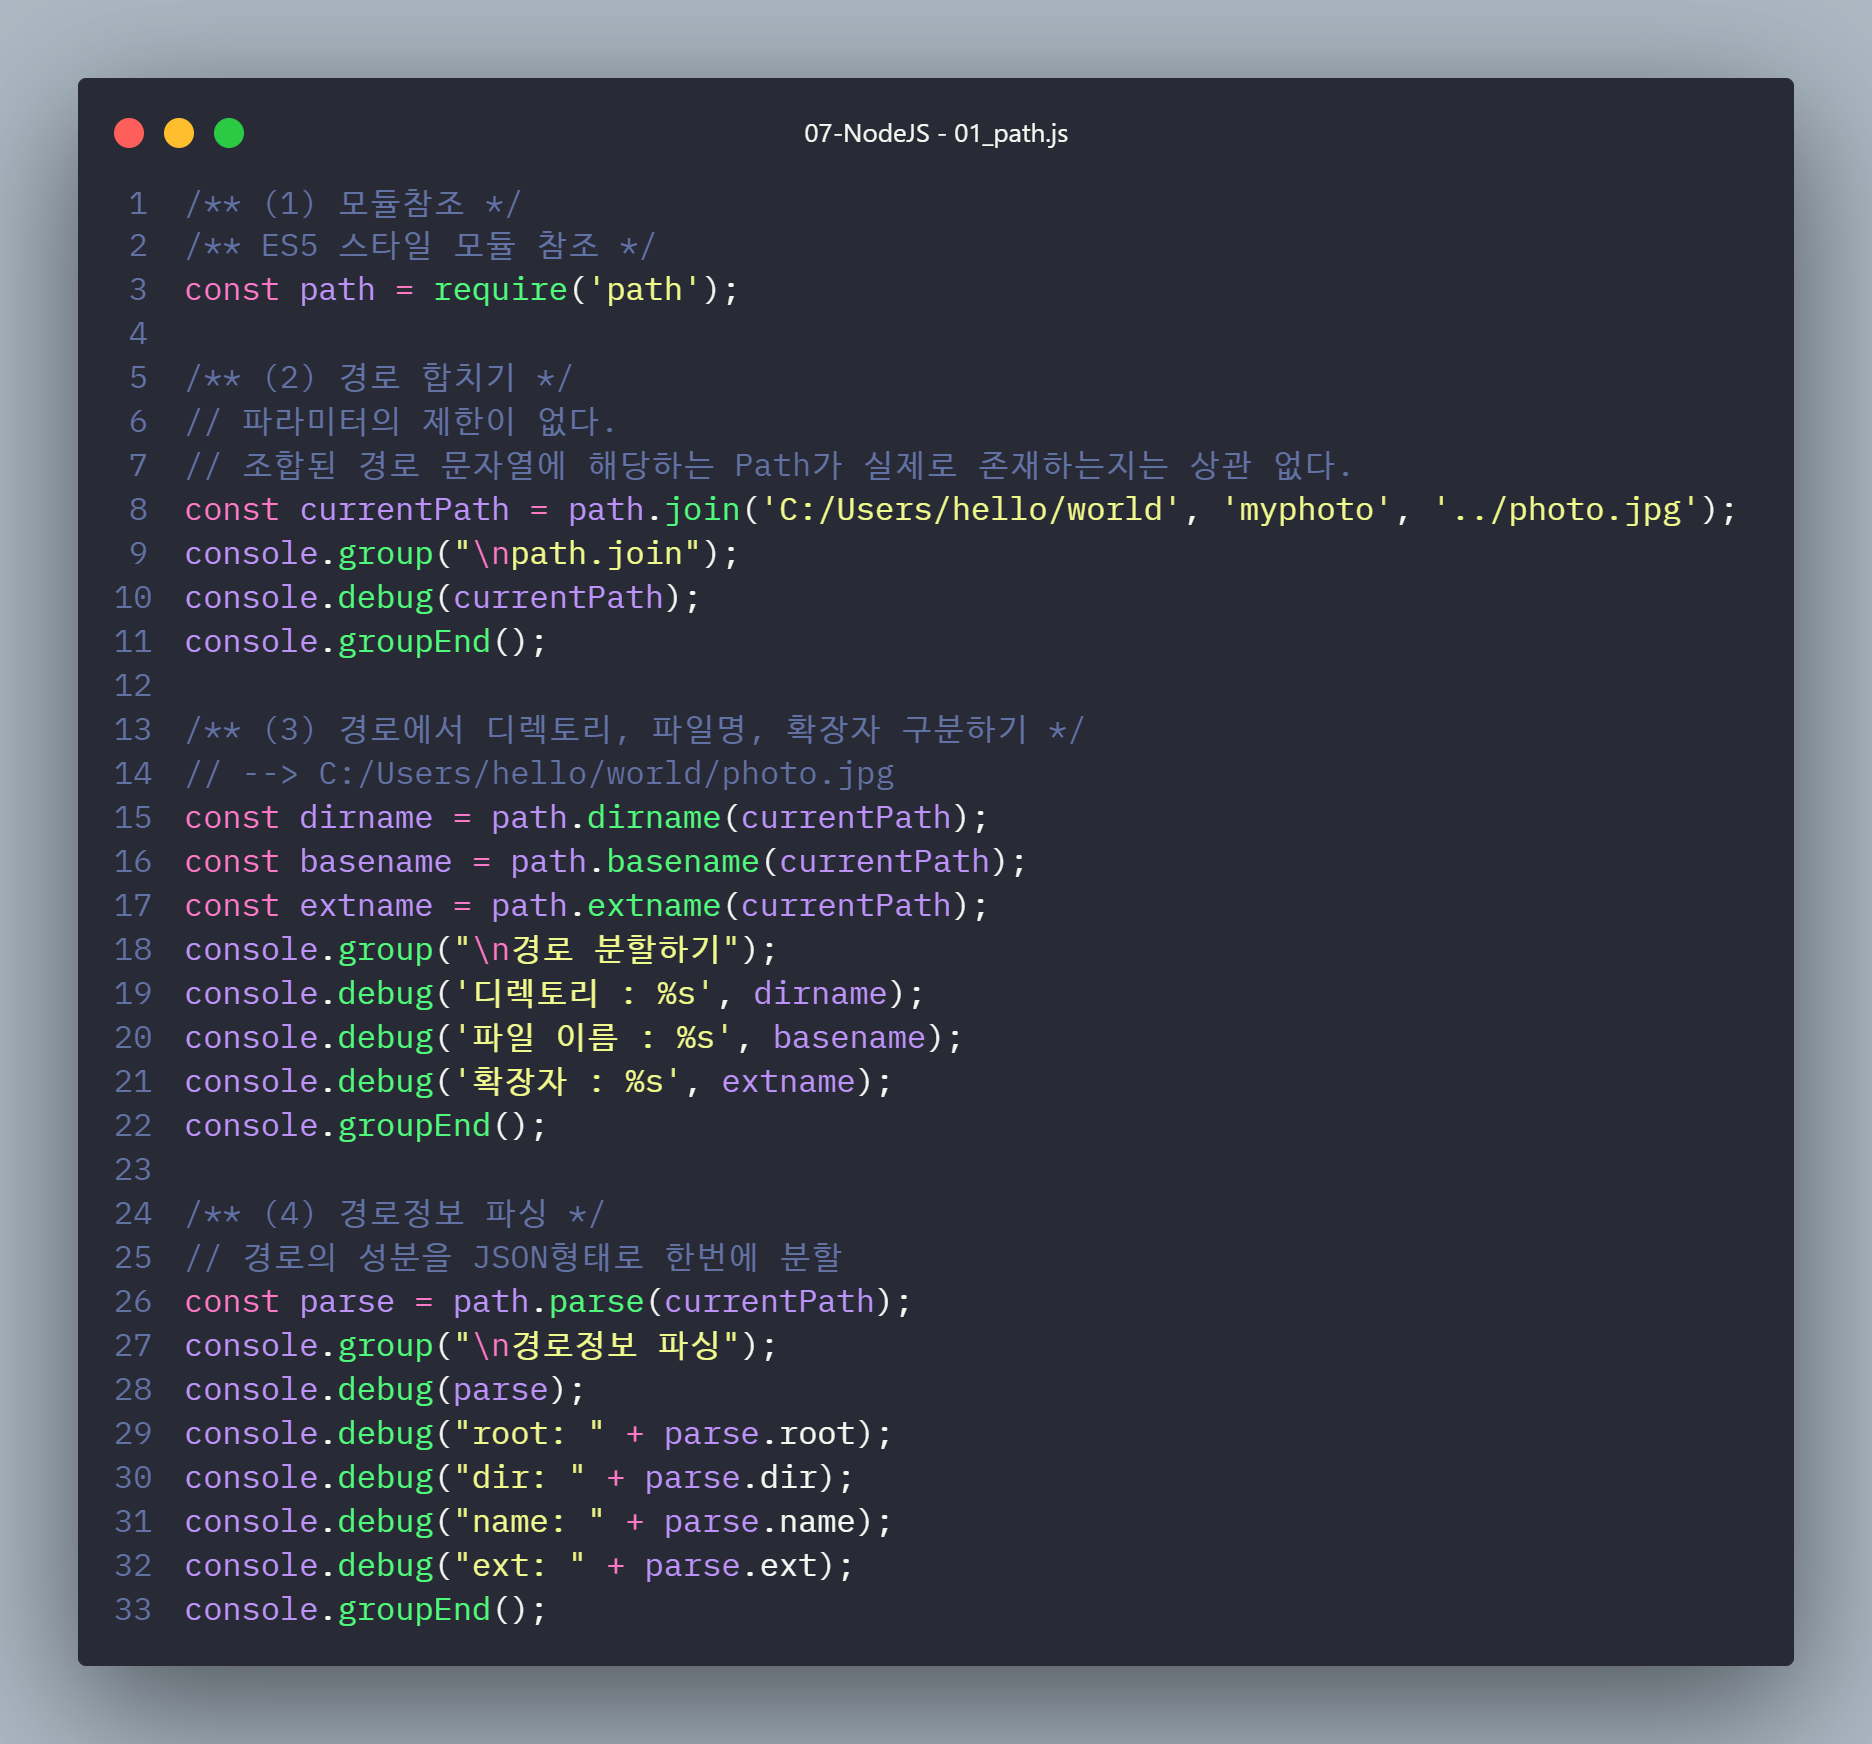 07-NodeJS - 01_path.js
1 /** (1) 모듈참조 */
2 /** ES5 스타일 모듈 참조 */
3 const path = require('path');
4
5 /** (2) 경로 합치기 */
6 // 파라미터의 제한이 없다.
7 // 조합된 경로 문자열에 해당하는 Path가 실제로 존재하는지는 상관 없다.
8 const currentPath = path.join('C:/Users/hello/world', 'myphoto', '../photo.jpg');
9 console.group("\npath.join");
10 console.debug(currentPath);
11 console.groupEnd();
12
13 /** (3) 경로에서 디렉토리, 파일명, 확장자 구분하기 */
14 // --> C:/Users/hello/world/photo.jpg
15 const dirname = path.dirname(currentPath);
16 const basename = path.basename(currentPath);
17 const extname = path.extname(currentPath);
18 console.group("\n경로 분할하기");
19 console.debug('디렉토리 : %s', dirname);
20 console.debug('파일 이름 : %s', basename);
21 console.debug('확장자 : %s', extname);
22 console.groupEnd();
23
24 /** (4) 경로정보 파싱 */
25 // 경로의 성분을 JSON형태로 한번에 분할
26 const parse = path.parse(currentPath);
27 console.group("\n경로정보 파싱");
28 console.debug(parse);
29 console.debug("root: " + parse.root);
30 console.debug("dir: " + parse.dir);
31 console.debug("name: " + parse.name);
32 console.debug("ext: " + parse.ext);
33 console.groupEnd();